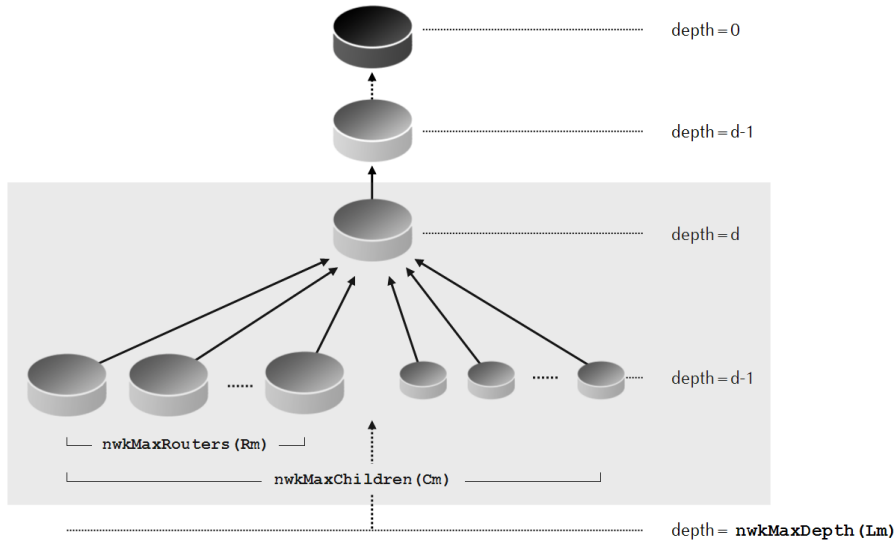 depth=0
depth=d-1
depth=d
depth=d-1
......
......
nwkMaxRouters(Rm)
nwkMaxChildren(Cm)
depth= nwkMaxDepth(Lm)